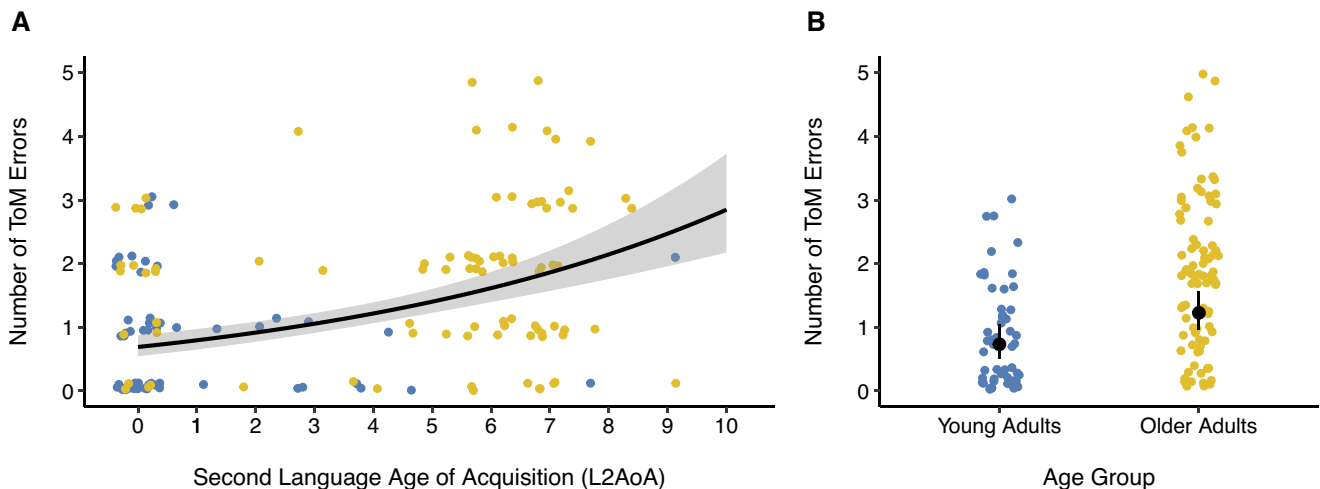 A
B
Number of ToM Errors
5
4
3
2
1
0
0 1 2 3 4 5 6 7 8 9 10
Second Language Age of Acquisition (L2AoA)
Number of ToM Errors
5
4
3
2
1
0
Young Adults Older Adults
Age Group